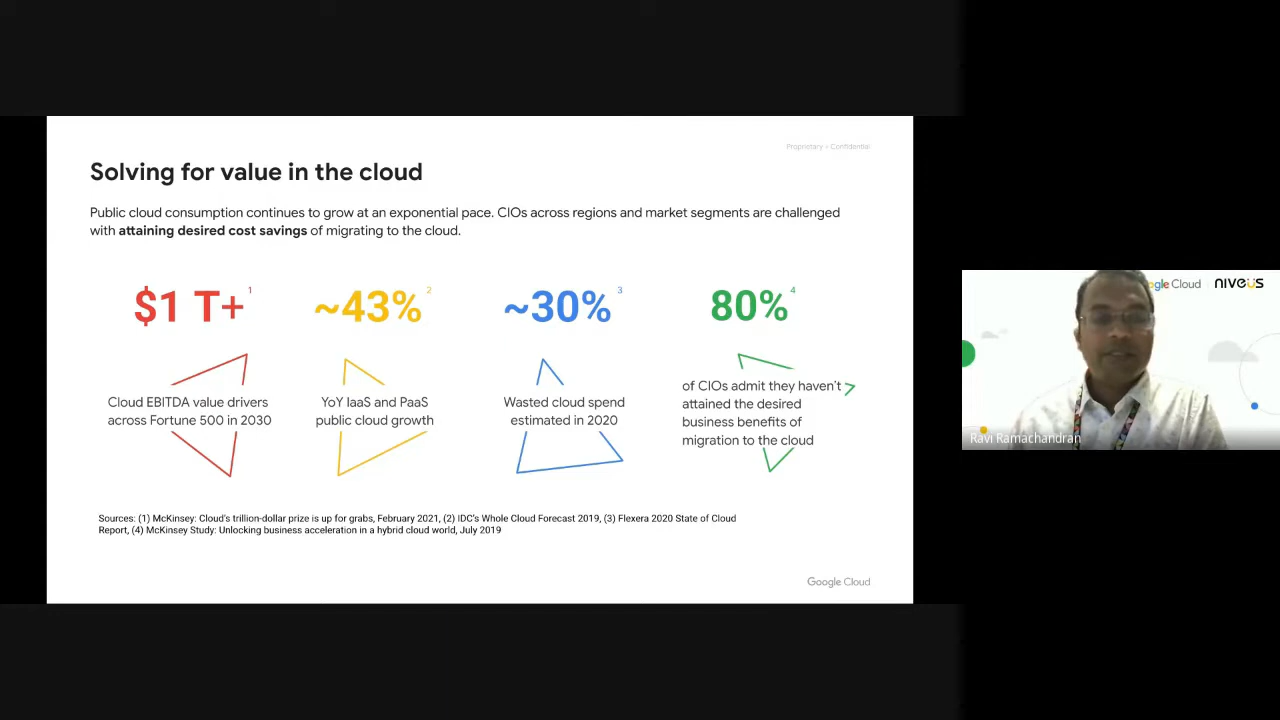 Proprietary + Confidential
Solving for value in the cloud
Public cloud consumption continues to grow at an exponential pace. CIOs across regions and market segments are challenged
with attaining desired cost savings of migrating to the cloud.
$1 T+ 1
~43% 2
~30% 3
80% 4
Cloud EBITDA value drivers
across Fortune 500 in 2030
YoY IaaS and PaaS
public cloud growth
Wasted cloud spend
estimated in 2020
of CIOs admit they haven't
attained the desired
business benefits of
migration to the cloud
Sources: (1) McKinsey: Cloud's trillion-dollar prize is up for grabs, February 2021, (2) IDC's Whole Cloud Forecast 2019, (3) Flexera 2020 State of Cloud
Report, (4) McKinsey Study: Unlocking business acceleration in a hybrid cloud world, July 2019
Google Cloud
gle Cloud
NIVEUS
Ravi Ramachandran